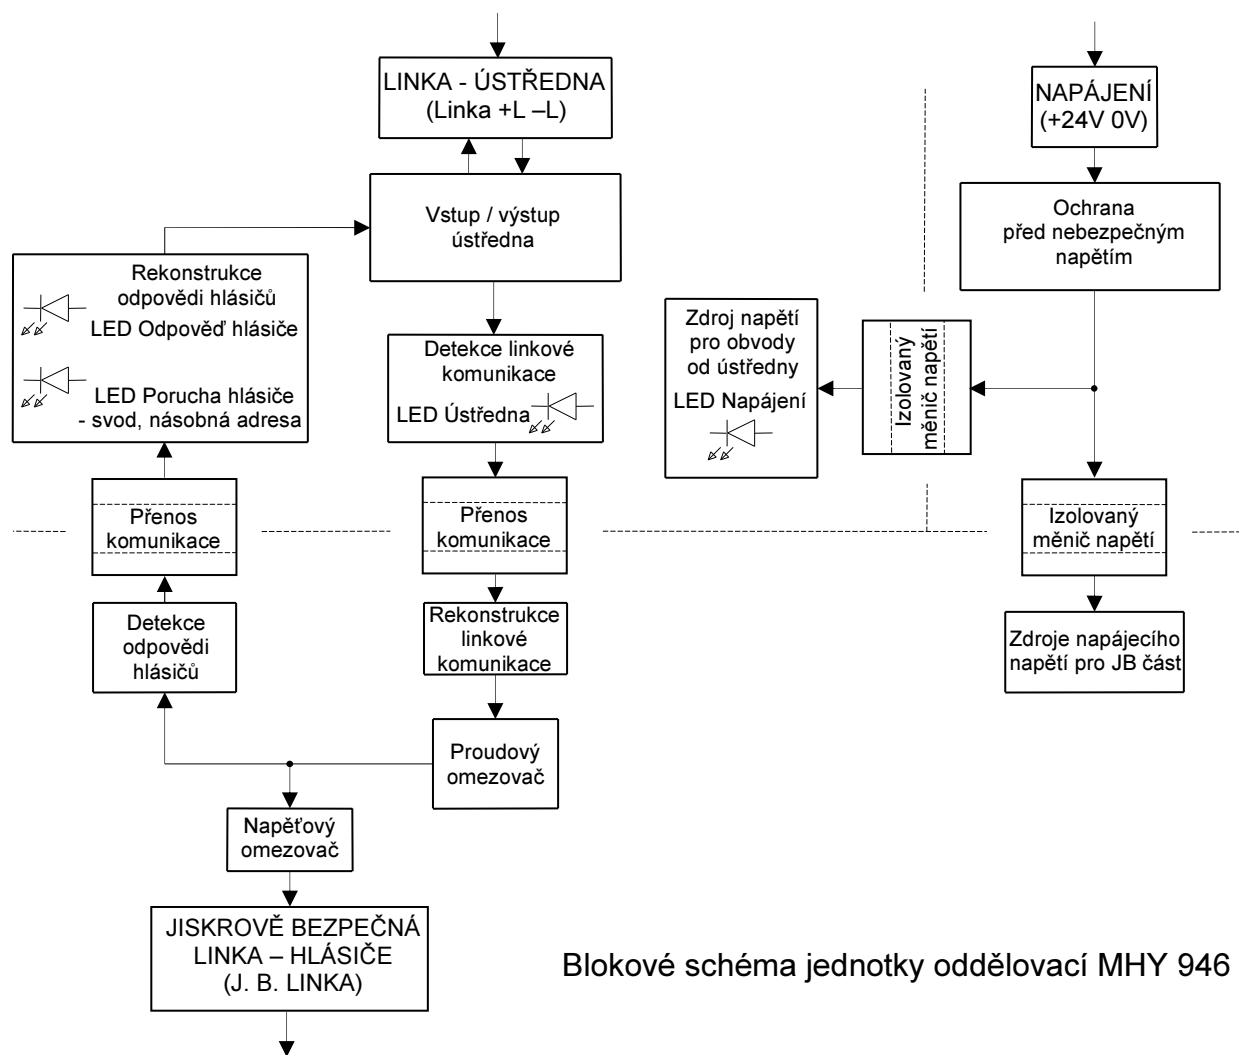 LINKA - ÚSTŘEDNA
(Linka +L –L)
NAPÁJENÍ
(+24V 0V)
Vstup / výstup
ústředna
Ochrana
před nebezpečným
napětím
Rekonstrukce
odpovědi hlásičů
LED Odpověď hlásiče
LED Porucha hlásiče
- svod, násobná adresa
Detekce linkové
komunikace
LED Ústředna
Zdroj napětí
pro obvody
od ústředny
LED Napájení
Izolovaný
měnič napětí
Přenos
komunikace
Přenos
komunikace
Izolovaný
měnič napětí
Detekce
odpovědi
hlásičů
Rekonstrukce
linkové
komunikace
Zdroje napájecího
napětí pro JB část
Proudový
omezovač
Napěťový
omezovač
JISKROVĚ BEZPEČNÁ
LINKA – HLÁSIČE
(J. B. LINKA)
Blokové schéma jednotky oddělovací MHY 946